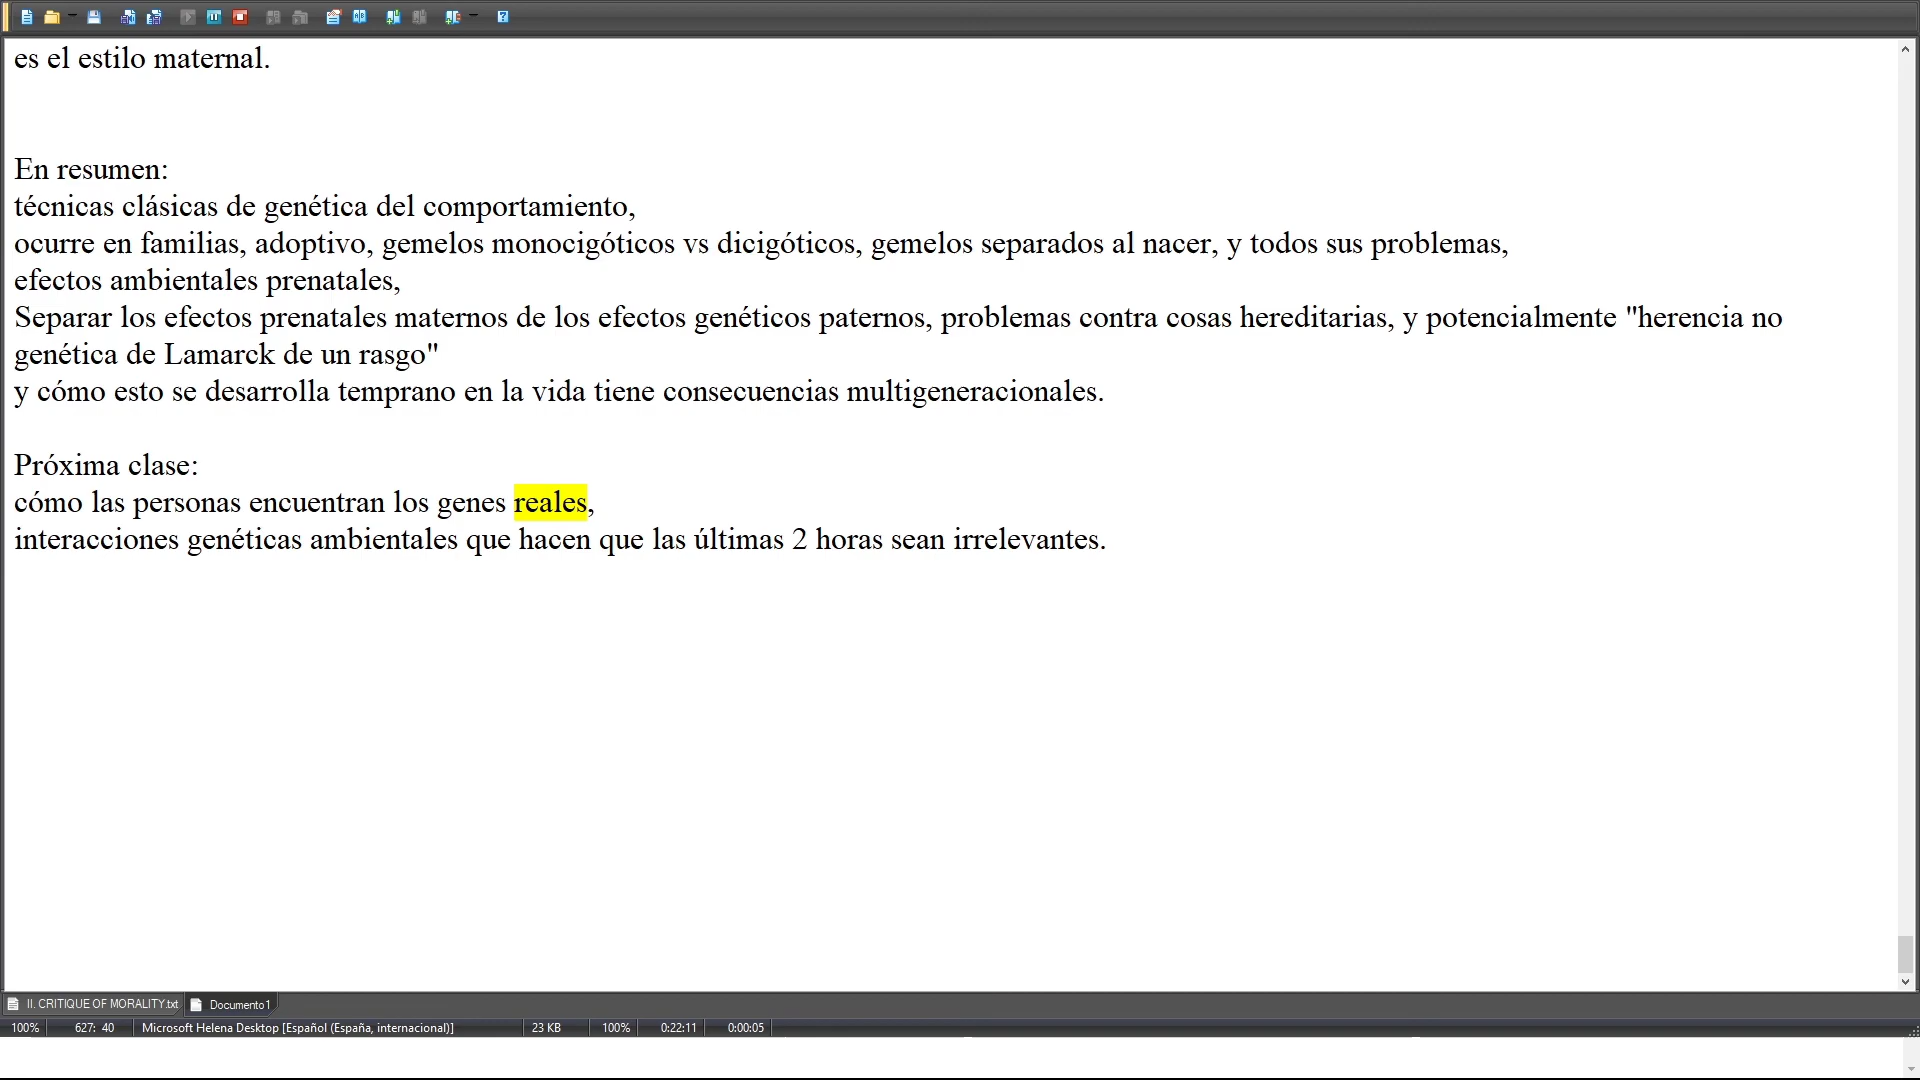 es el estilo maternal.
En resumen:
técnicas clásicas de genética del comportamiento,
ocurre en familias, adoptivo, gemelos monocigóticos vs dicigóticos, gemelos separados al nacer, y todos sus problemas,
efectos ambientales prenatales,
Separar los efectos prenatales maternos de los efectos genéticos paternos, problemas contra cosas hereditarias, y potencialmente "herencia no
genética de Lamarck de un rasgo"
y cómo esto se desarrolla temprano en la vida tiene consecuencias multigeneracionales.
Próxima clase:
cómo las personas encuentran los genes reales,
interacciones genéticas ambientales que hacen que las últimas 2 horas sean irrelevantes.
II. CRITIQUE OF MORALITY.txt Documento1
100% 627: 40 Microsoft Helena Desktop [Español (España, internacional)] 23 KB 100% 0:22:11 0:00:05